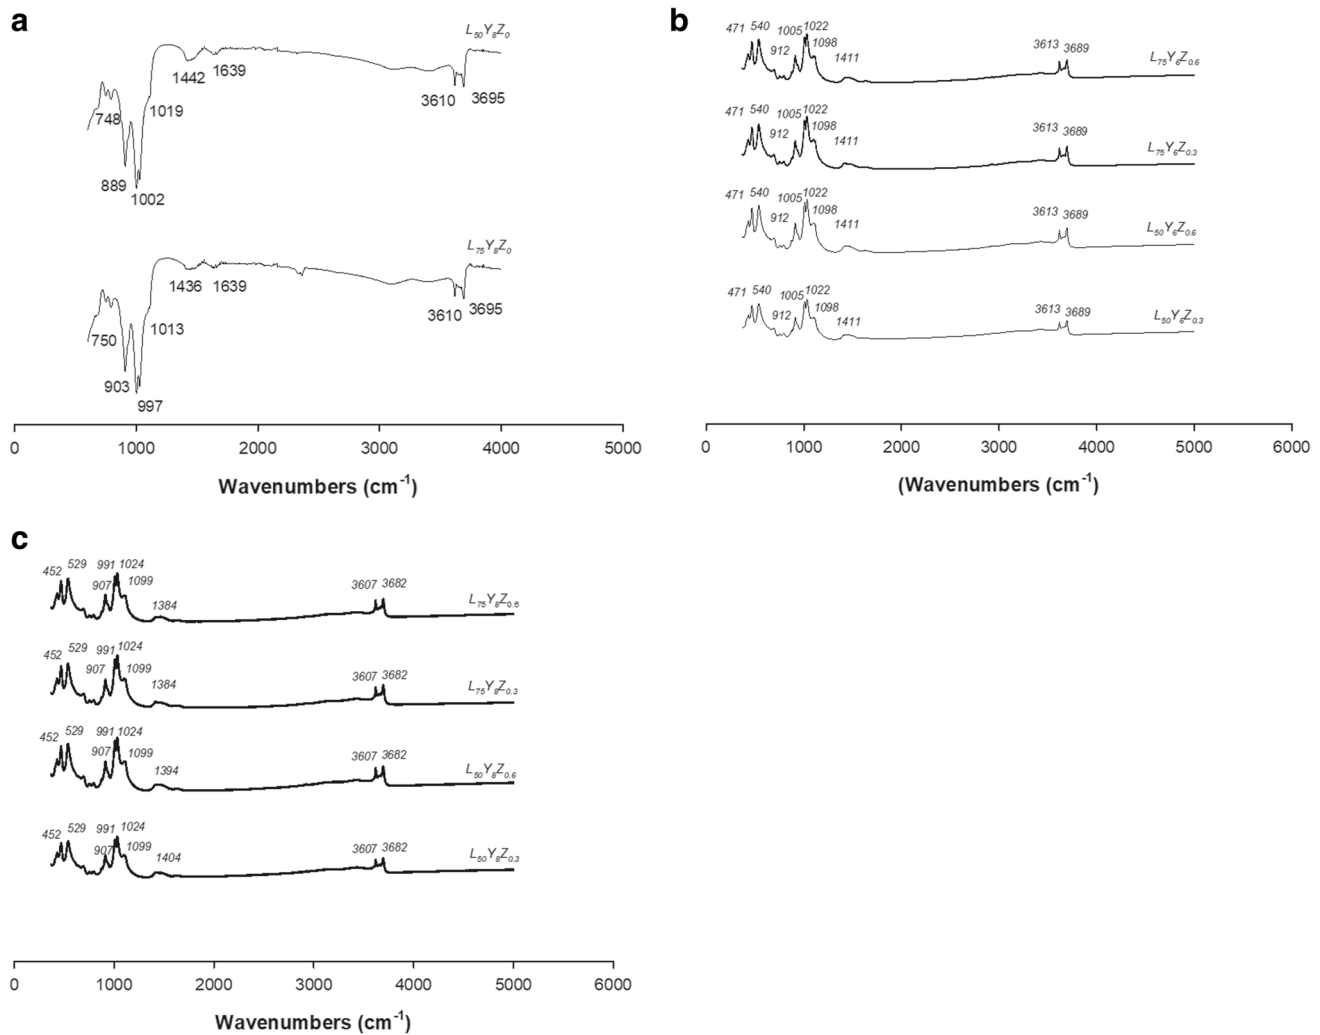 a
L50Y8Z0
1442 1639
748 1019
3610 3695
889
1002
L75Y8Z0
1436 1639
3610 3695
750 1013
903
997
0 1000 2000 3000 4000 5000
Wavenumbers (cm-1)
b
471 540 912 1005 1022 1098 1411 3613 3689 L75Y6Z0.6
471 540 912 1005 1022 1098 1411 3613 3689 L75Y6Z0.3
471 540 912 1005 1022 1098 1411 3613 3689 L50Y6Z0.6
471 540 912 1005 1022 1098 1411 3613 3689 L50Y6Z0.3
0 1000 2000 3000 4000 5000 6000
(Wavenumbers (cm-1)
c
452 529 907 991 1024 1099 1384 3607 3682 L75Y8Z0.6
452 529 907 991 1024 1099 1384 3607 3682 L75Y8Z0.3
452 529 907 991 1024 1099 1394 3607 3682 L50Y8Z0.6
452 529 907 991 1024 1099 1404 3607 3682 L50Y8Z0.3
0 1000 2000 3000 4000 5000 6000
Wavenumbers (cm-1)